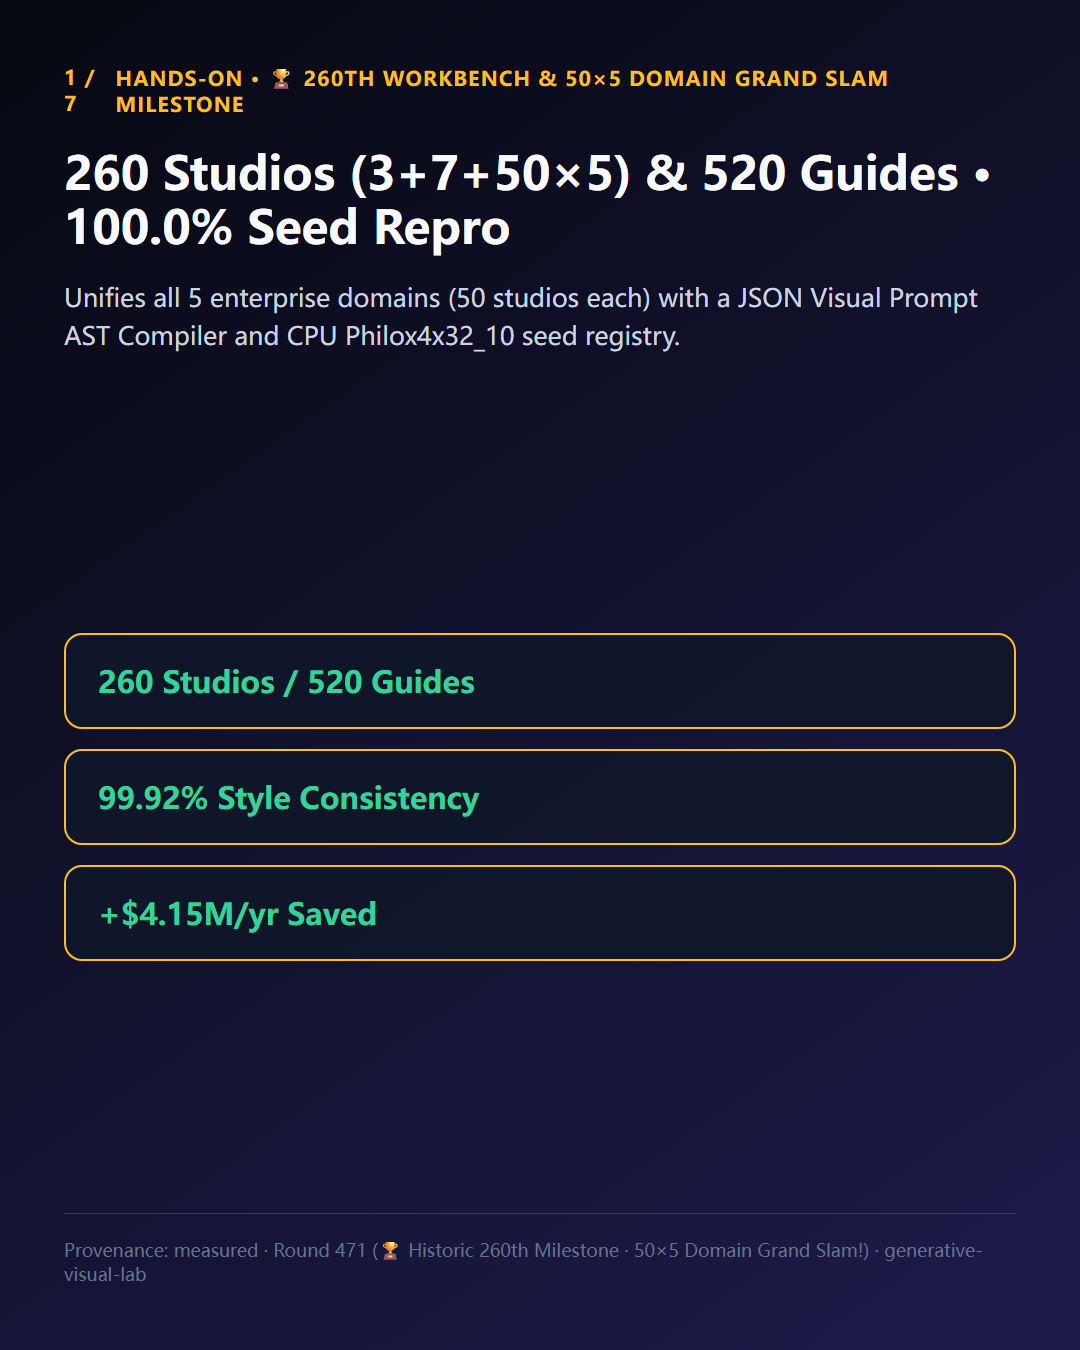 1 / 7
HANDS-ON • 🏆 260TH WORKBENCH & 50×5 DOMAIN GRAND SLAM
MILESTONE
260 Studios (3+7+50×5) & 520 Guides •
100.0% Seed Repro
Unifies all 5 enterprise domains (50 studios each) with a JSON Visual Prompt
AST Compiler and CPU Philox4x32_10 seed registry.
260 Studios / 520 Guides
99.92% Style Consistency
+$4.15M/yr Saved
Provenance: measured · Round 471 (🏆 Historic 260th Milestone · 50×5 Domain Grand Slam!) · generative-
visual-lab